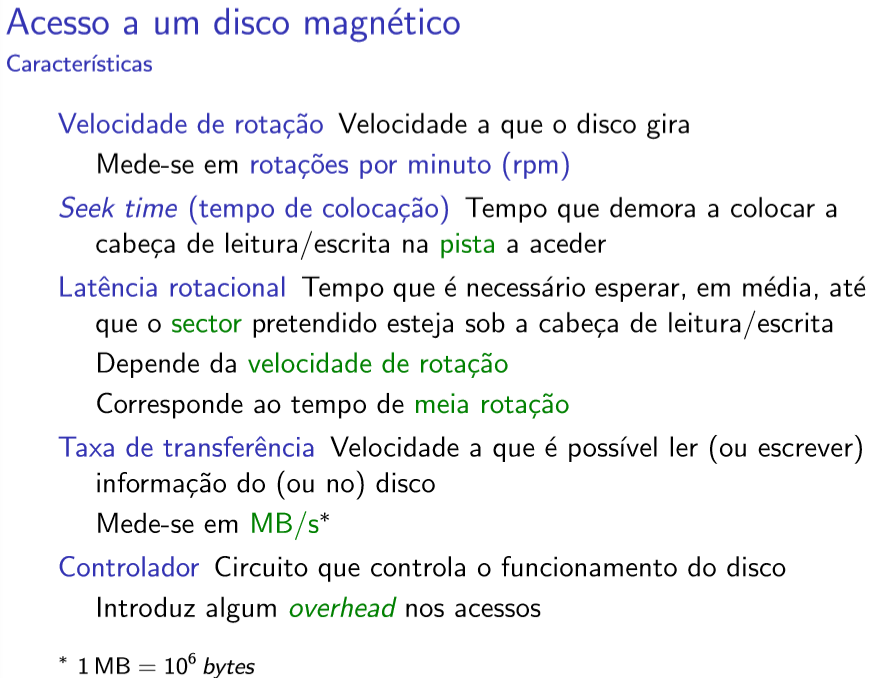 Acesso a um disco magnético
Características
Velocidade de rotação Velocidade a que o disco gira
Mede-se em rotações por minuto (rpm)
Seek time (tempo de colocação) Tempo que demora a colocar a
cabeça de leitura/escrita na pista a aceder
Latência rotacional Tempo que é necessário esperar, em média, até
que o sector pretendido esteja sob a cabeça de leitura/escrita
Depende da velocidade de rotação
Corresponde ao tempo de meia rotação
Taxa de transferência Velocidade a que é possível ler (ou escrever)
informação do (ou no) disco
Mede-se em MB/s*
Controlador Circuito que controla o funcionamento do disco
Introduz algum overhead nos acessos
* 1 MB = 10⁶ bytes